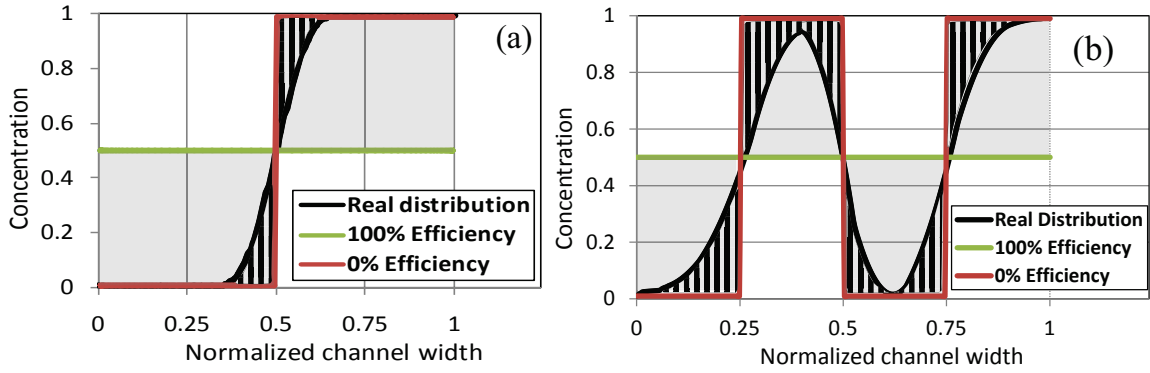 (a)
Concentration
1
0.8
0.6
0.4
0.2
0
0 0.25 0.5 0.75 1
Normalized channel width
Real distribution
100% Efficiency
0% Efficiency
(b)
Concentration
1
0.8
0.6
0.4
0.2
0
0 0.25 0.5 0.75 1
Normalized channel width
Real Distribution
100% Efficiency
0% Efficiency